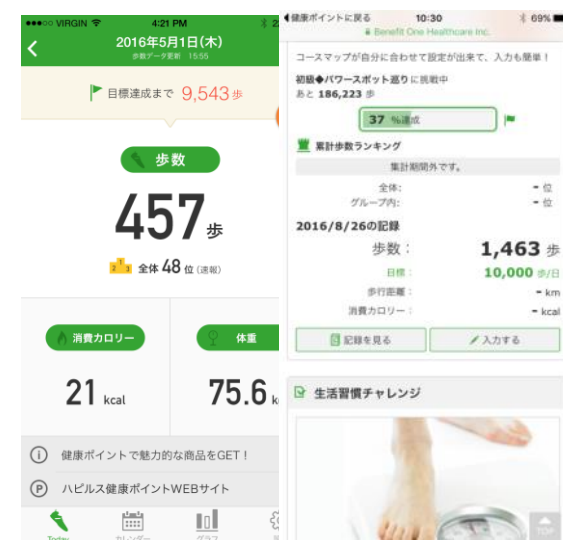 VIRGIN
4:21 PM
2016年5月1日(木)
歩数データ更新 15:55
目標達成まで 9,543 歩
歩数
457 歩
全体 48 位 (速報)
消費カロリー
体重
21 kcal
75.6
健康ポイントで魅力的な商品をGET!
P ハピルス健康ポイントWEBサイト
Today
カレンダー
グラフ
健康ポイントに戻る 10:30 69%
Benefit One Healthcare Inc.
コースマップが自分に合わせて設定が出来て、入力も簡単!
初級◆パワースポット巡りに挑戦中
あと 186,223 歩
37 %達成
累計歩数ランキング
集計期間外です。
全体: - 位
グループ内: - 位
2016/8/26の記録
歩数: 1,463 歩
目標: 10,000 歩/日
歩行距離: - km
消費カロリー: - kcal
記録を見る
入力する
生活習慣チャレンジ
TOP